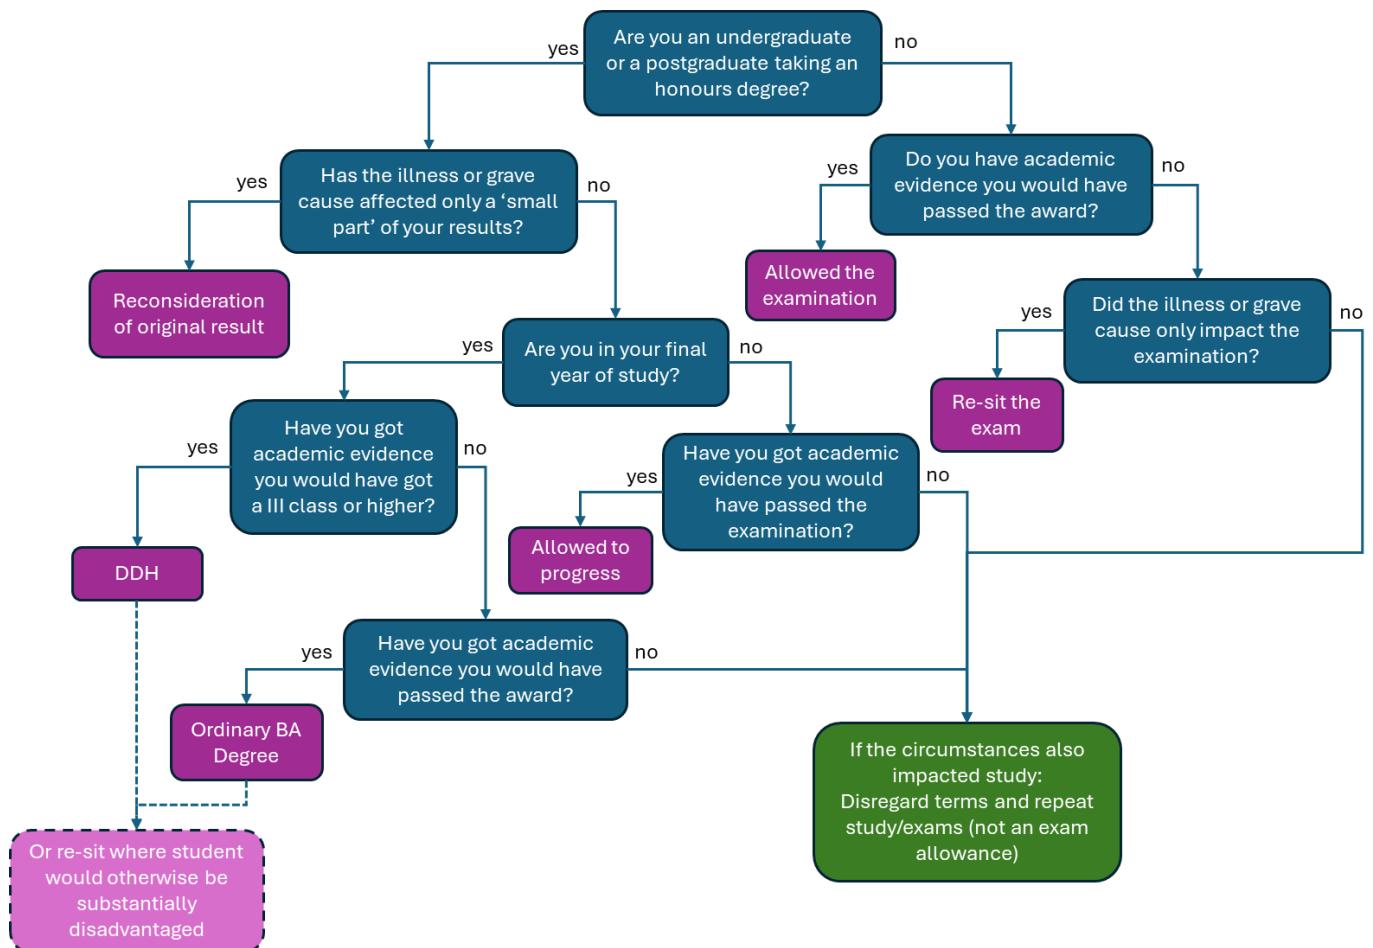 Are you an undergraduate
or a postgraduate taking an
honours degree?
yes
no
Has the illness or grave
cause affected only a ‘small
part’ of your results?
yes
no
Do you have academic
evidence you would have
passed the award?
yes
no
Reconsideration
of original result
Allowed the
examination
Did the illness or grave
cause only impact the
examination?
yes
no
Are you in your final
year of study?
yes
no
Re-sit the
exam
Have you got
academic evidence
you would have got
a III class or higher?
yes
no
Have you got academic
evidence you would
have passed the
examination?
yes
no
DDH
Allowed to
progress
Have you got academic
evidence you would have
passed the award?
yes
no
Ordinary BA
Degree
If the circumstances also
impacted study:
Disregard terms and repeat
study/exams (not an exam
allowance)
Or re-sit where student
would otherwise be
substantially
disadvantaged